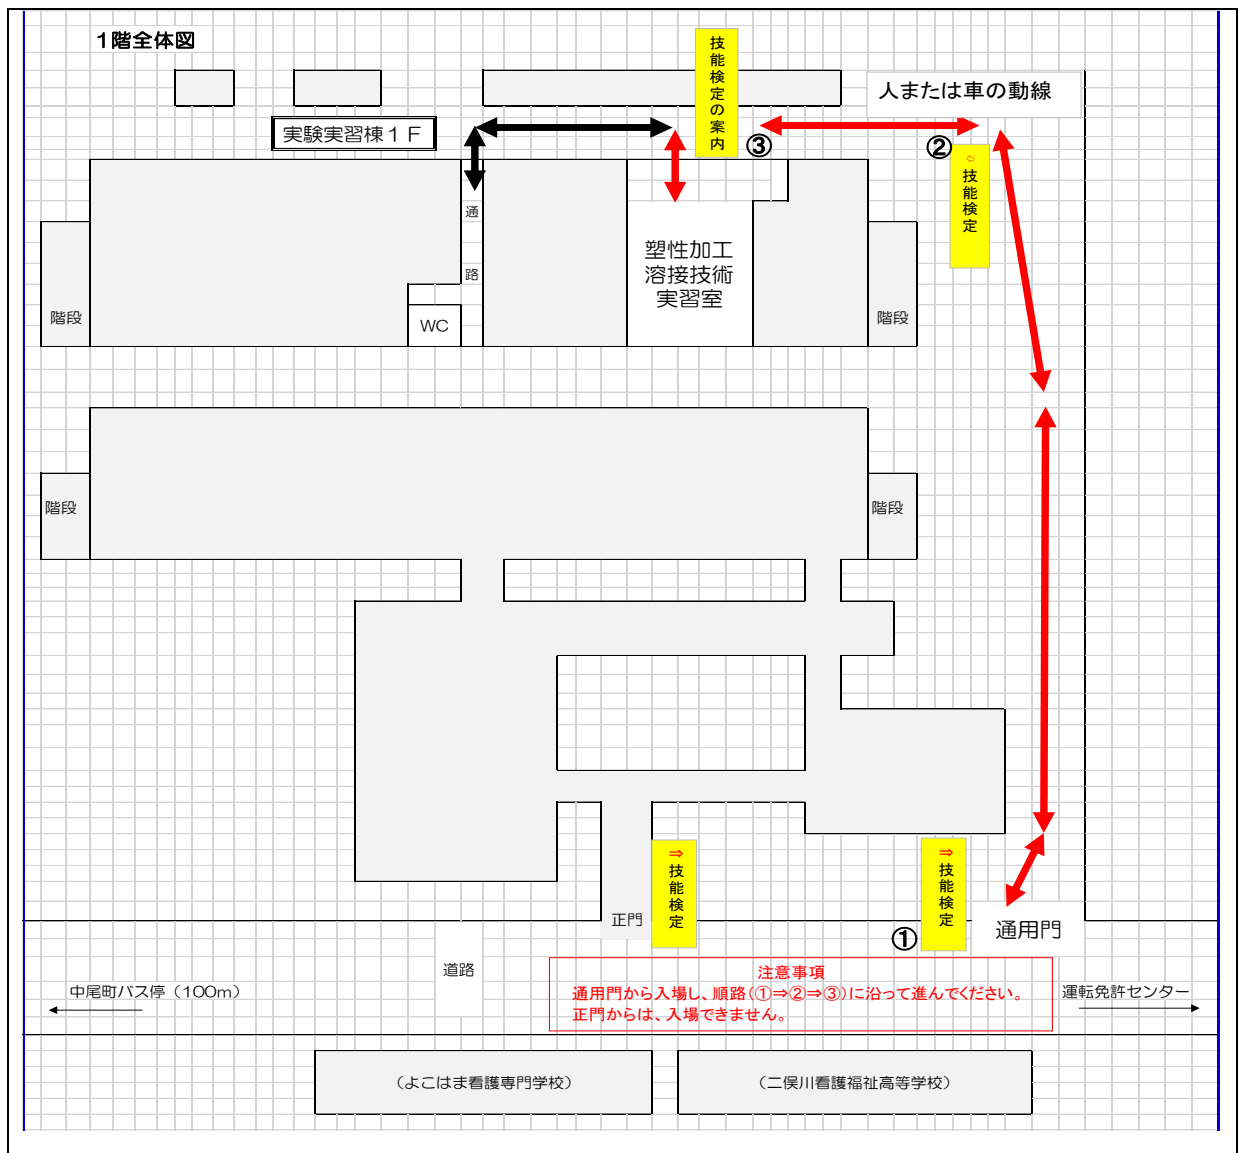 1階全体図
技能検定の案内
人または車の動線
実験実習棟1F
③
②
⇦技能検定
通路
塑性加工
溶接技術
実習室
階段
WC
階段
階段
階段
⇒技能検定
⇒技能検定
正門
①
通用門
道路
注意事項
通用門から入場し、順路(①⇒②⇒③)に沿って進んでください。
正門からは、入場できません。
中尾町バス停(100m)
運転免許センター
(よこはま看護専門学校)
(二俣川看護福祉高等学校)